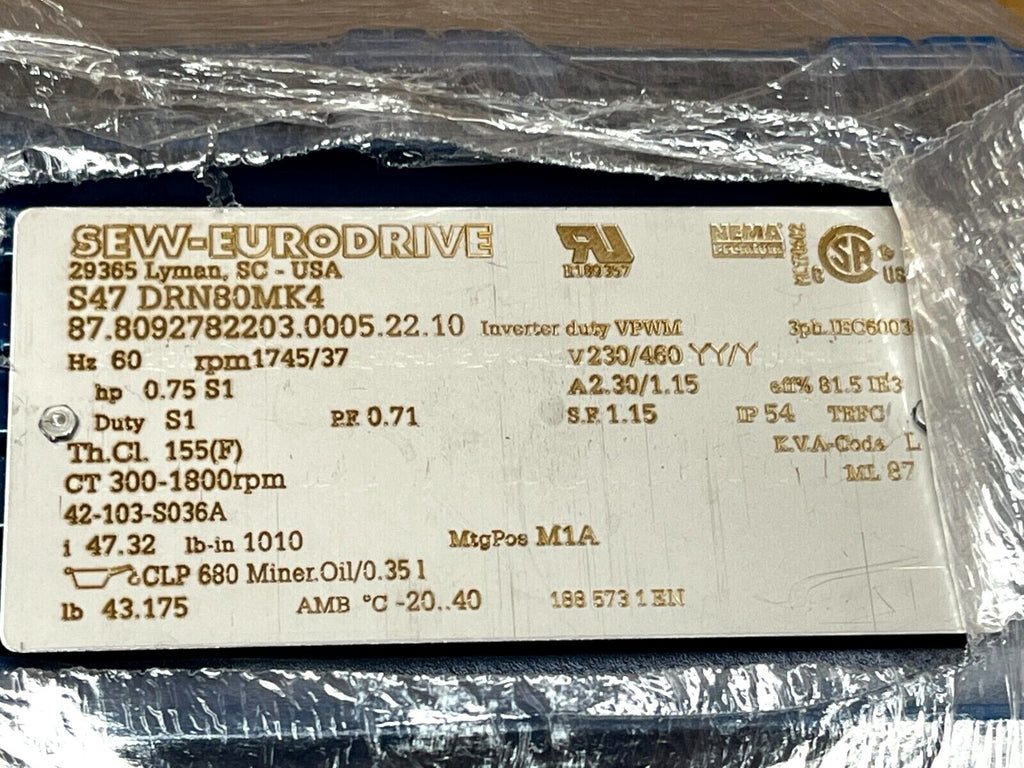 SEW-EURODRIVE
29365 Lyman, SC - USA
S47 DRN80MK4
87.8092782203.0005.22.10 Inverter duty VPWM 3ph. IEC6003
Hz 60 rpm 1745/37 V 230/460 YY/Y
hp 0.75 S1 A 2.30/1.15 eff% 81.5 IE3
Duty S1 P.F. 0.71 S.F. 1.15 IP 54 TEFC
Th.Cl. 155(F) K.V.A-Code L
CT 300-1800rpm ML 87
42-103-S036A
i 47.32 lb-in 1010 MtgPos M1A
CLP 680 Miner.Oil/0.35 l
lb 43.175 AMB °C -20..40 188 573 1 EN
RU
E189357
NEMA
Premium
SA
C US